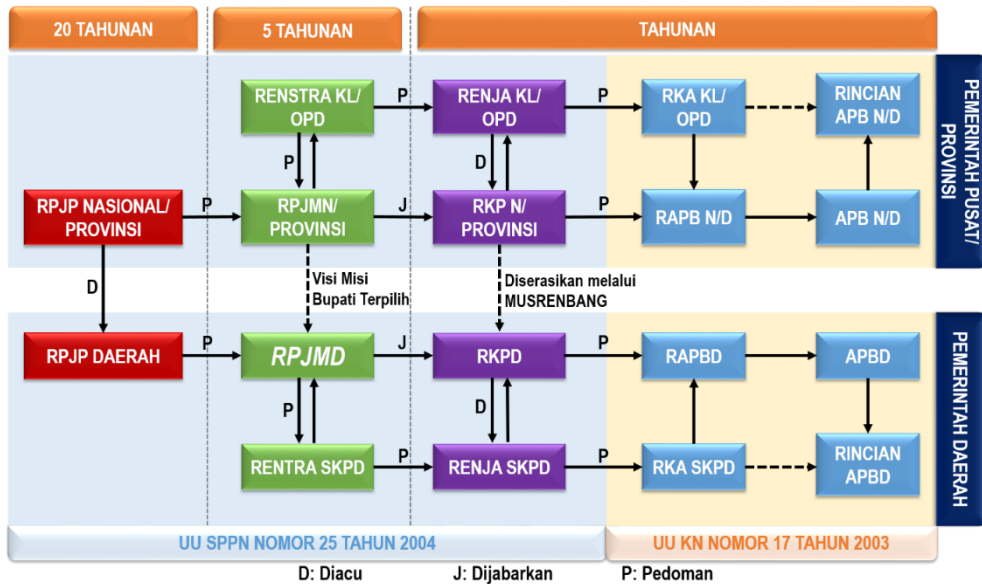 20 TAHUNAN
5 TAHUNAN
TAHUNAN
RENSTRA KL/
OPD
P
RENJA KL/
OPD
P
RKA KL/
OPD
RINCIAN
APB N/D
P
D
RPJP NASIONAL/
PROVINSI
P
RPJMN/
PROVINSI
J
RKP N/
PROVINSI
P
RAPB N/D
APB N/D
PEMERINTAH PUSAT/
PROVINSI
D
Visi Misi
Bupati Terpilih
Diserasikan melalui
MUSRENBANG
RPJP DAERAH
P
RPJMD
J
RKPD
P
RAPBD
APBD
P
D
RENTRA SKPD
P
RENJA SKPD
P
RKA SKPD
RINCIAN
APBD
PEMERINTAH DAERAH
UU SPPN NOMOR 25 TAHUN 2004
UU KN NOMOR 17 TAHUN 2003
D: Diacu
J: Dijabarkan
P: Pedoman